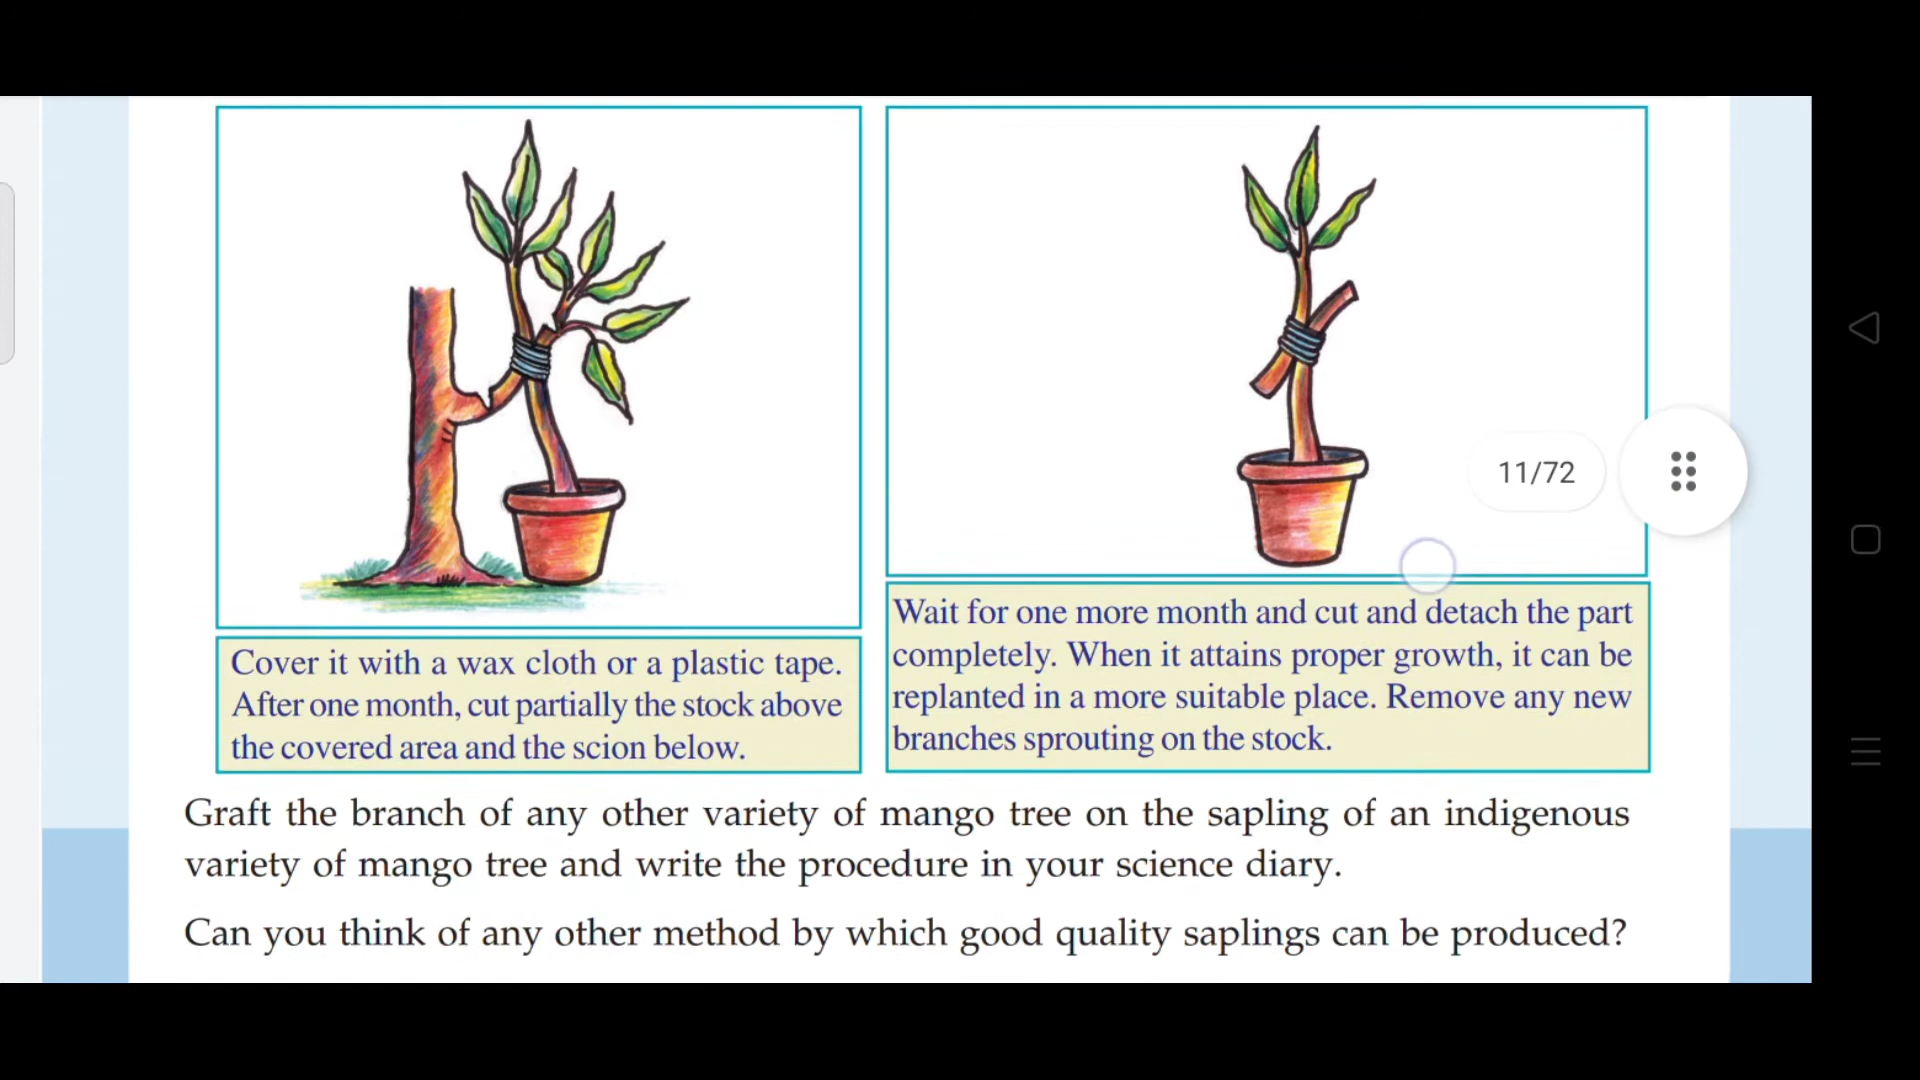 Cover it with a wax cloth or a plastic tape.
After one month, cut partially the stock above
the covered area and the scion below.
Wait for one more month and cut and detach the part
completely. When it attains proper growth, it can be
replanted in a more suitable place. Remove any new
branches sprouting on the stock.
11/72
Graft the branch of any other variety of mango tree on the sapling of an indigenous
variety of mango tree and write the procedure in your science diary.
Can you think of any other method by which good quality saplings can be produced?